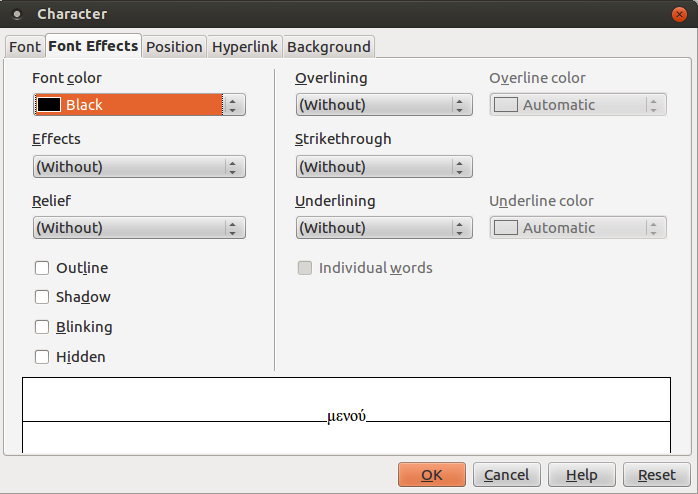 Character
Font Font Effects Position Hyperlink Background
Font color
Black
Effects
(Without)
Relief
(Without)
Outline
Shadow
Blinking
Hidden
Overlining Overline color
(Without) Automatic
Strikethrough
(Without)
Underlining Underline color
(Without) Automatic
Individual words
μενού
OK Cancel Help Reset